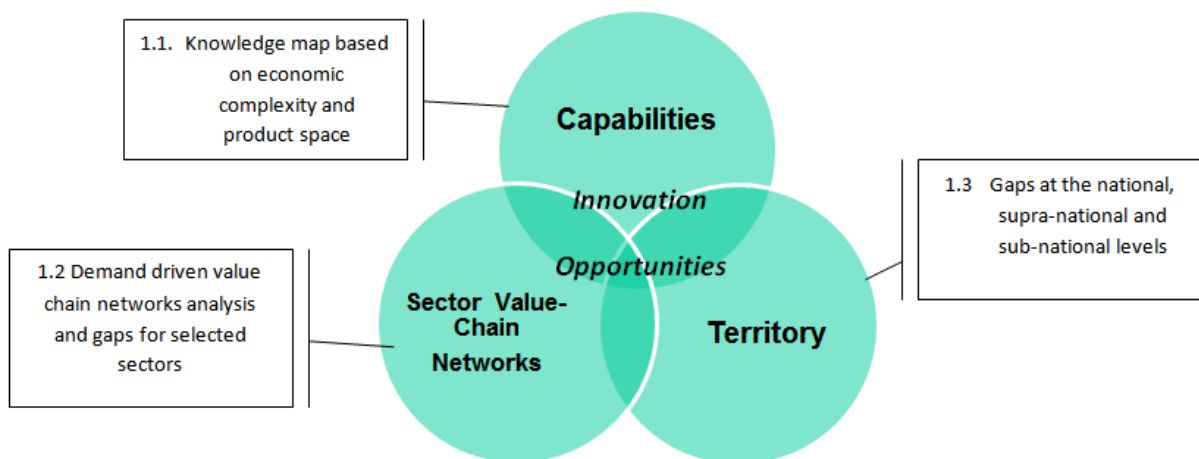 1.1. Knowledge map based
on economic
complexity and
product space
Capabilities
Innovation
Opportunities
1.3 Gaps at the national,
supra-national and
sub-national levels
1.2 Demand driven value
chain networks analysis
and gaps for selected
sectors
Sector Value-
Chain
Networks
Territory